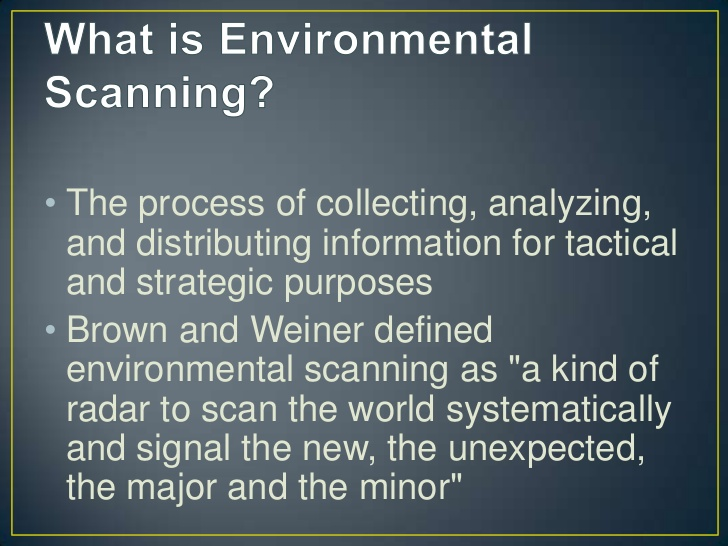 What is Environmental
Scanning?
• The process of collecting, analyzing,
and distributing information for tactical
and strategic purposes
• Brown and Weiner defined
environmental scanning as "a kind of
radar to scan the world systematically
and signal the new, the unexpected,
the major and the minor"